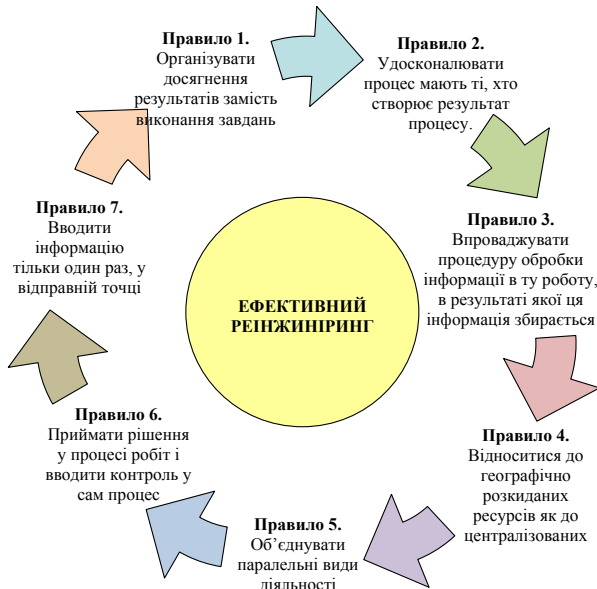 Правило 1.
Організувати
досягнення
результатів замість
виконання завдань
Правило 2.
Удосконалювати
процес мають ті, хто
створює результат
процесу.
Правило 3.
Впроваджувати
процедуру обробки
інформації в ту роботу,
в результаті якої ця
інформація збирається
Правило 4.
Відноситися до
географічно
розкиданих
ресурсів як до
централізованих
Правило 5.
Об’єднувати
паралельні види
діяльності
Правило 6.
Приймати рішення
у процесі робіт і
вводити контроль у
сам процес
Правило 7.
Вводити
інформацію
тільки один раз, у
відправній точці
ЕФЕКТИВНИЙ
РЕІНЖИНІРИНГ